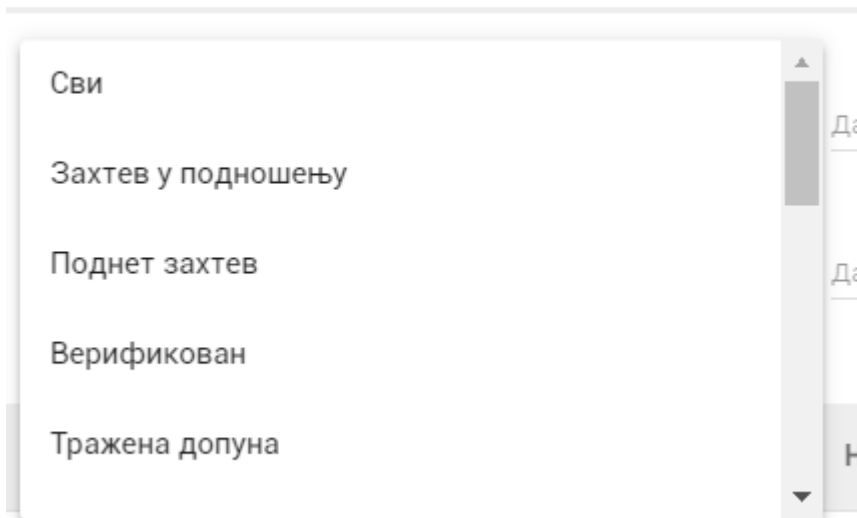 Сви
Захтев у подношењу
Поднет захтев
Верификован
Тражена допуна